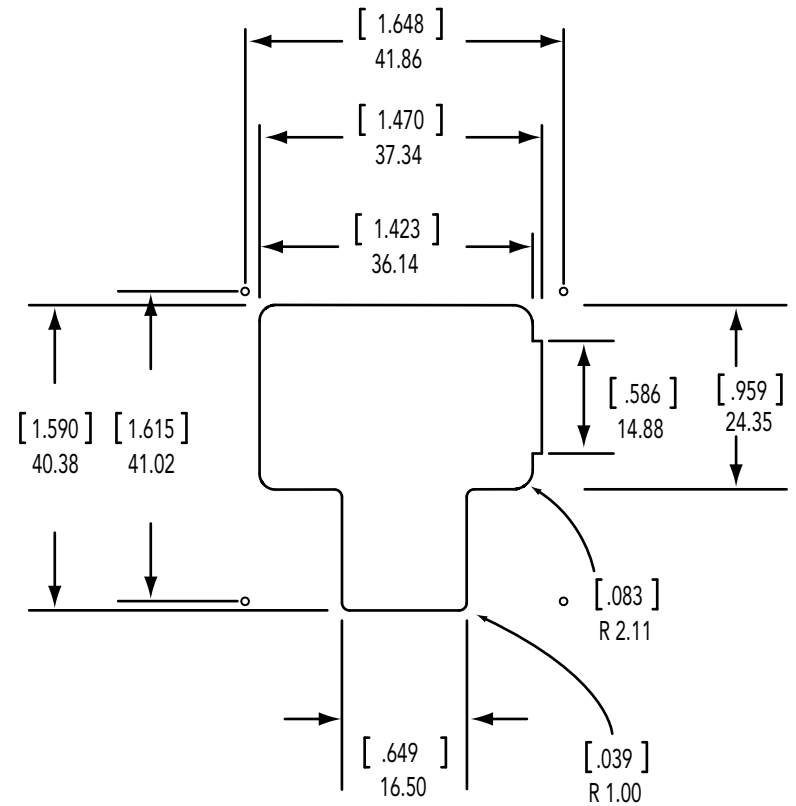 [ 1.648 ]
41.86
[ 1.470 ]
37.34
[ 1.423 ]
36.14
[ 1.590 ]
40.38
[ 1.615 ]
41.02
[ .586 ]
14.88
[ .959 ]
24.35
[ .083 ]
R 2.11
[ .649 ]
16.50
[ .039 ]
R 1.00